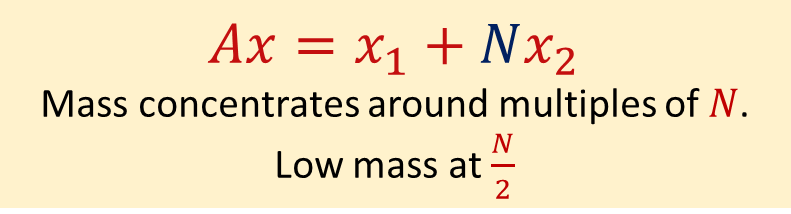 Ax = x₁ + Nx₂
Mass concentrates around multiples of N.
Low mass at N/2